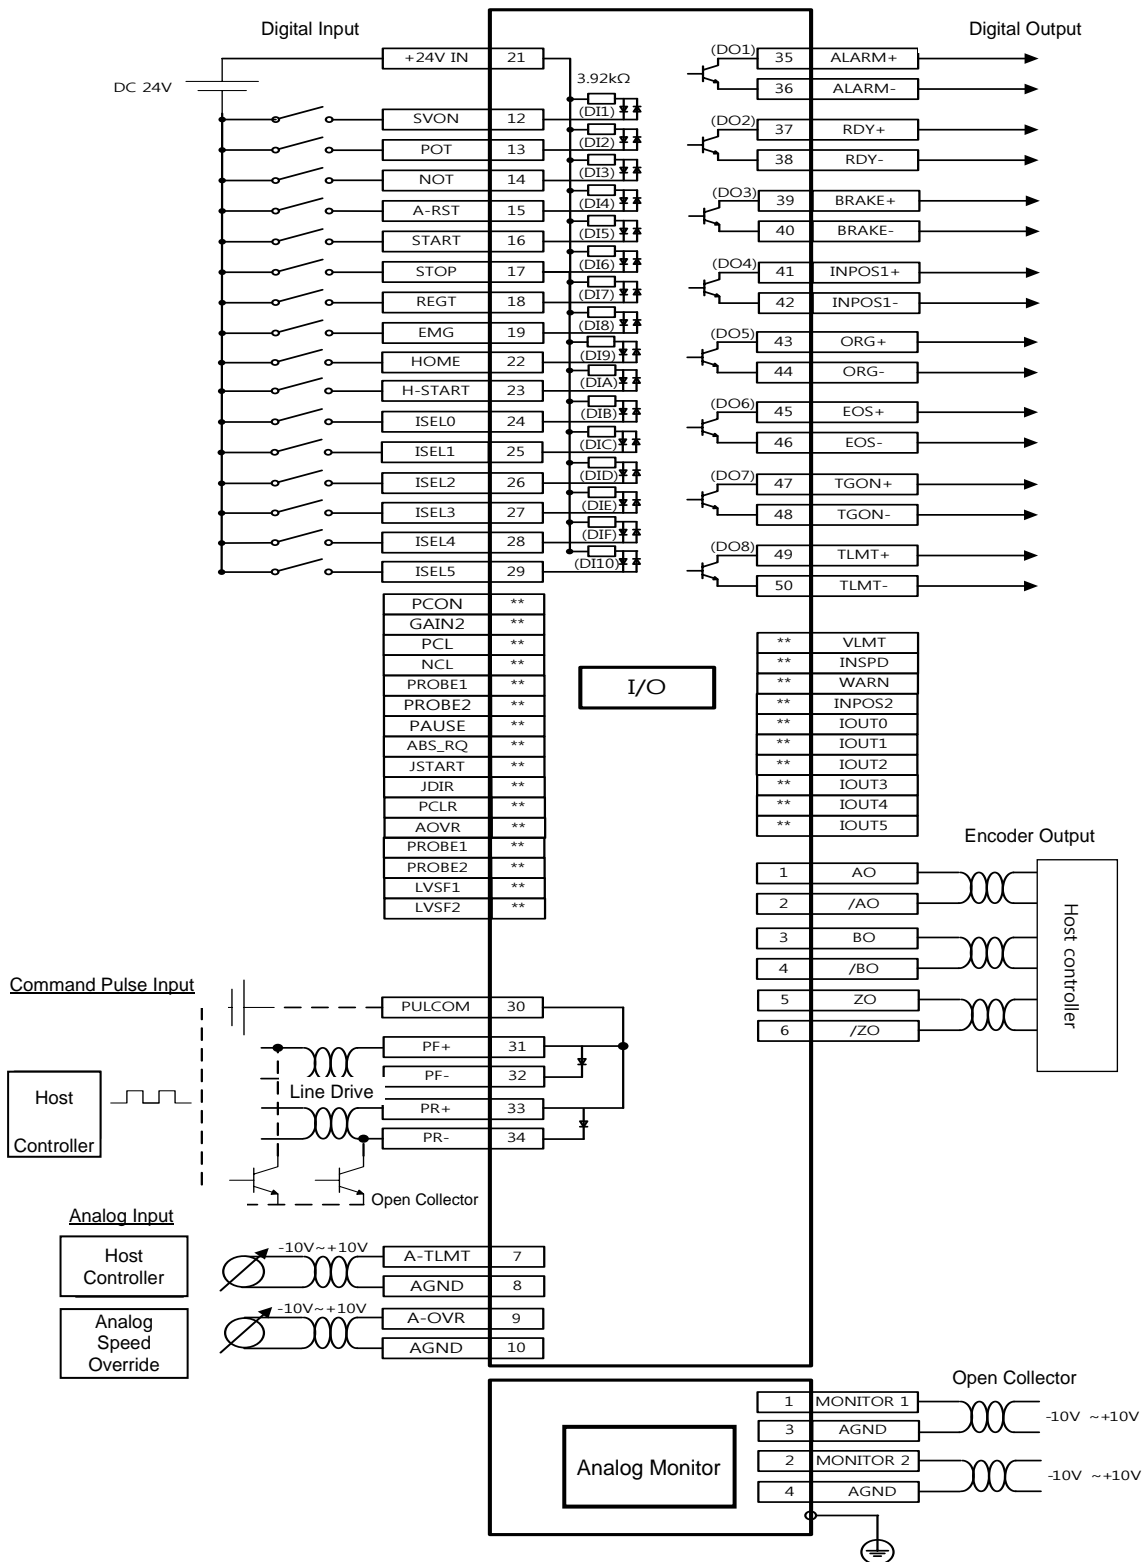 Digital Input
Digital Output
DC 24V
+24V IN 21
3.92kΩ
SVON 12 (DI1)
POT 13 (DI2)
NOT 14 (DI3)
A-RST 15 (DI4)
START 16 (DI5)
STOP 17 (DI6)
REGT 18 (DI7)
EMG 19 (DI8)
HOME 22 (DI9)
H-START 23 (DIA)
ISEL0 24 (DIB)
ISEL1 25 (DIC)
ISEL2 26 (DID)
ISEL3 27 (DIE)
ISEL4 28 (DIF)
ISEL5 29 (DI10)
PCON **
GAIN2 **
PCL **
NCL **
PROBE1 **
PROBE2 **
PAUSE **
ABS_RQ **
JSTART **
JDIR **
PCLR **
AOVR **
PROBE1 **
PROBE2 **
LVSF1 **
LVSF2 **
I/O
(DO1) 35 ALARM+
36 ALARM-
(DO2) 37 RDY+
38 RDY-
(DO3) 39 BRAKE+
40 BRAKE-
(DO4) 41 INPOS1+
42 INPOS1-
(DO5) 43 ORG+
44 ORG-
(DO6) 45 EOS+
46 EOS-
(DO7) 47 TGON+
48 TGON-
(DO8) 49 TLMT+
50 TLMT-
** VLMT
** INSPD
** WARN
** INPOS2
** IOUT0
** IOUT1
** IOUT2
** IOUT3
** IOUT4
** IOUT5
Encoder Output
1 AO
2 /AO
3 BO
4 /BO
5 ZO
6 /ZO
Host controller
Command Pulse Input
PULCOM 30
PF+ 31
PF- 32
Line Drive
PR+ 33
PR- 34
Host
Controller
Open Collector
Analog Input
Host
Controller
-10V~+10V
A-TLMT 7
AGND 8
Analog
Speed
Override
-10V~+10V
A-OVR 9
AGND 10
Analog Monitor
Open Collector
1 MONITOR 1
3 AGND
-10V ~+10V
2 MONITOR 2
4 AGND
-10V ~+10V